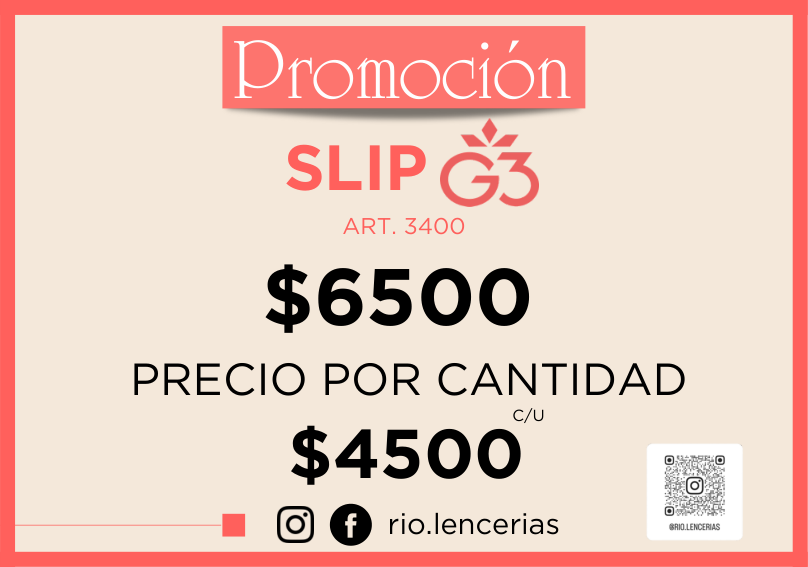 Promoción
SLIP G3
ART. 3400
$6500
PRECIO POR CANTIDAD
C/U
$4500
rio.lencerias
@RIO.LENCERIAS